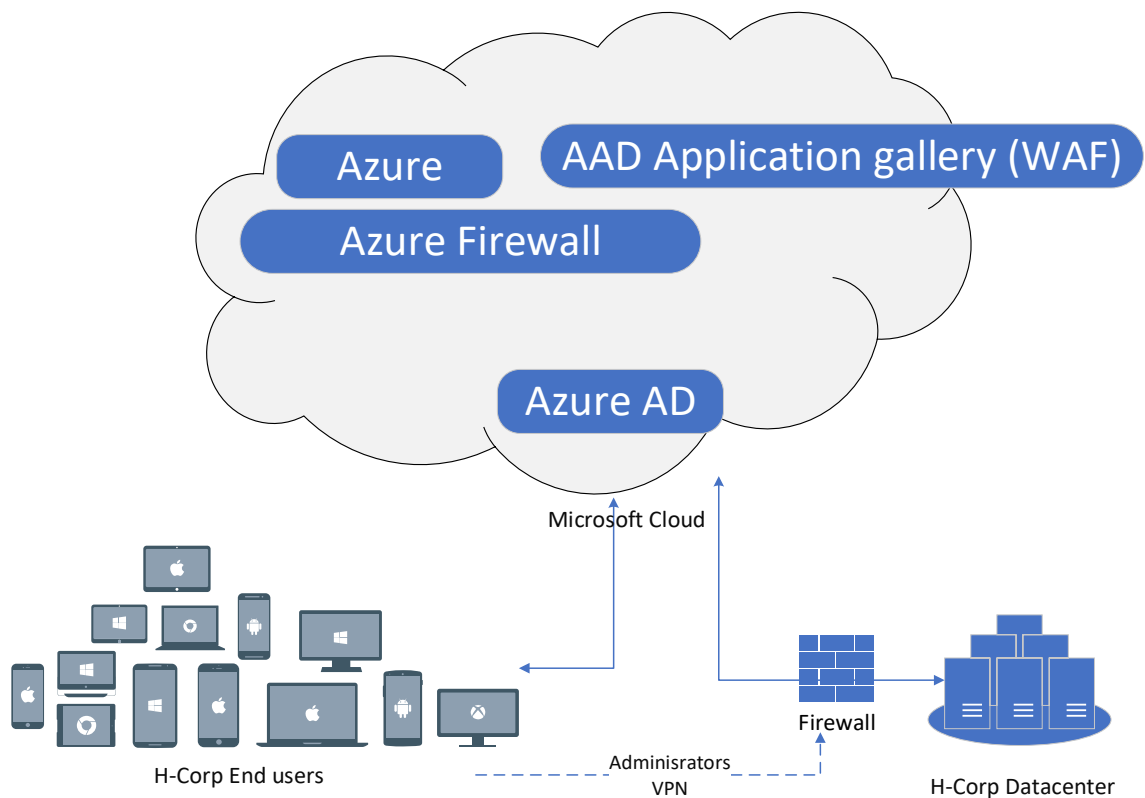 Azure
AAD Application gallery (WAF)
Azure Firewall
Azure AD
Microsoft Cloud
Firewall
H-Corp End users
Adminisrators
VPN
H-Corp Datacenter